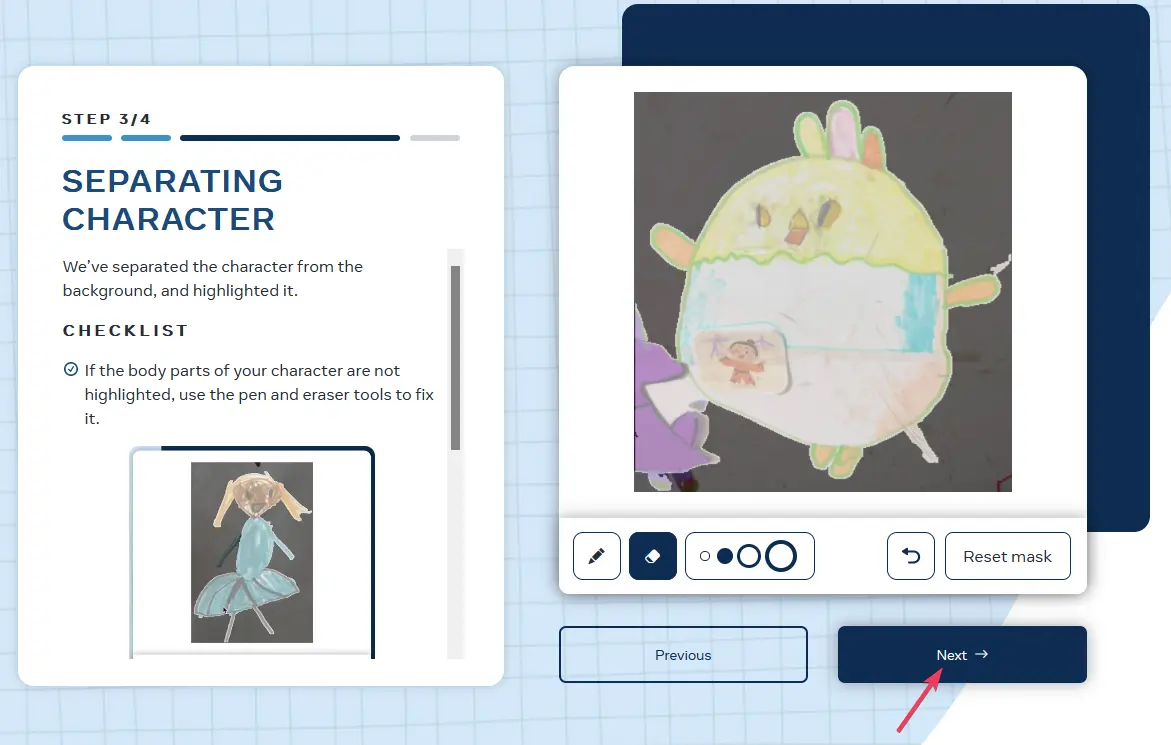 STEP 3/4
SEPARATING
CHARACTER
We've separated the character from the
background, and highlighted it.
CHECKLIST
If the body parts of your character are not
highlighted, use the pen and eraser tools to fix
it.
Reset mask
Previous
Next →